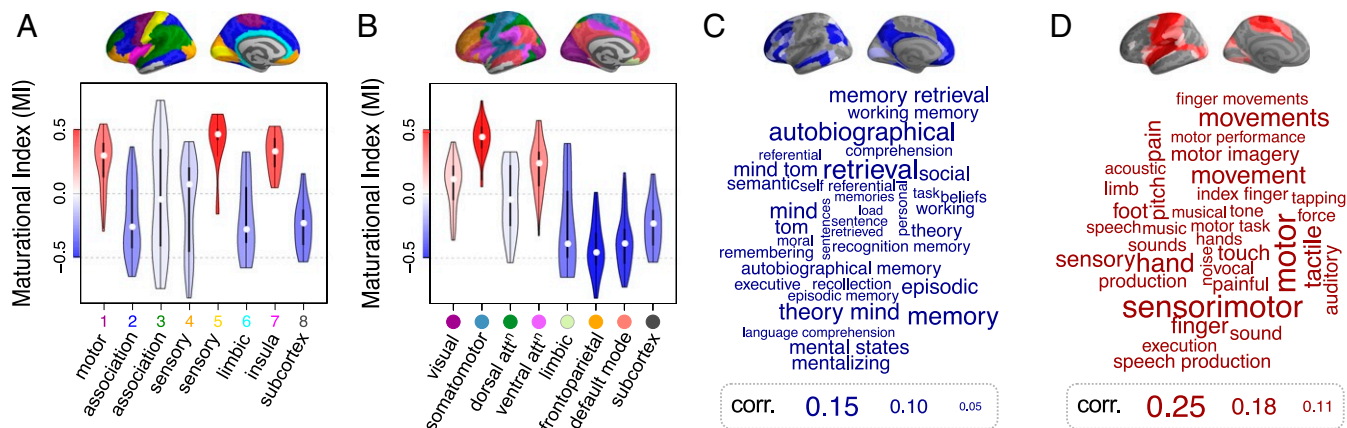 A
B
C
D
Maturational Index (MI)
0.5
0.0
−0.5
1 2 3 4 5 6 7 8
motor
association
association
sensory
sensory
limbic
insula
subcortex
Maturational Index (MI)
0.5
0.0
−0.5
visual
somatomotor
dorsal attⁿ
ventral attⁿ
limbic
frontoparietal
default mode
subcortex
memory retrieval
working memory
autobiographical
referential comprehension
mind tom retrieval social
semantic self referential task beliefs
memories personal
mind load working
sentences sentence
tom retrieved theory
moral
remembering recognition memory
autobiographical memory
executive recollection episodic
episodic memory
theory mind memory
language comprehension
mental states
mentalizing
corr. 0.15 0.10 0.05
finger movements
movements
pain motor performance
motor imagery
acoustic pitch movement
limb index finger tapping
foot musical tone force
speech music motor task
sounds hands motor tactile
sensory hand noise touch auditory
vocal
production painful
sensorimotor
finger sound
execution
speech production
corr. 0.25 0.18 0.11